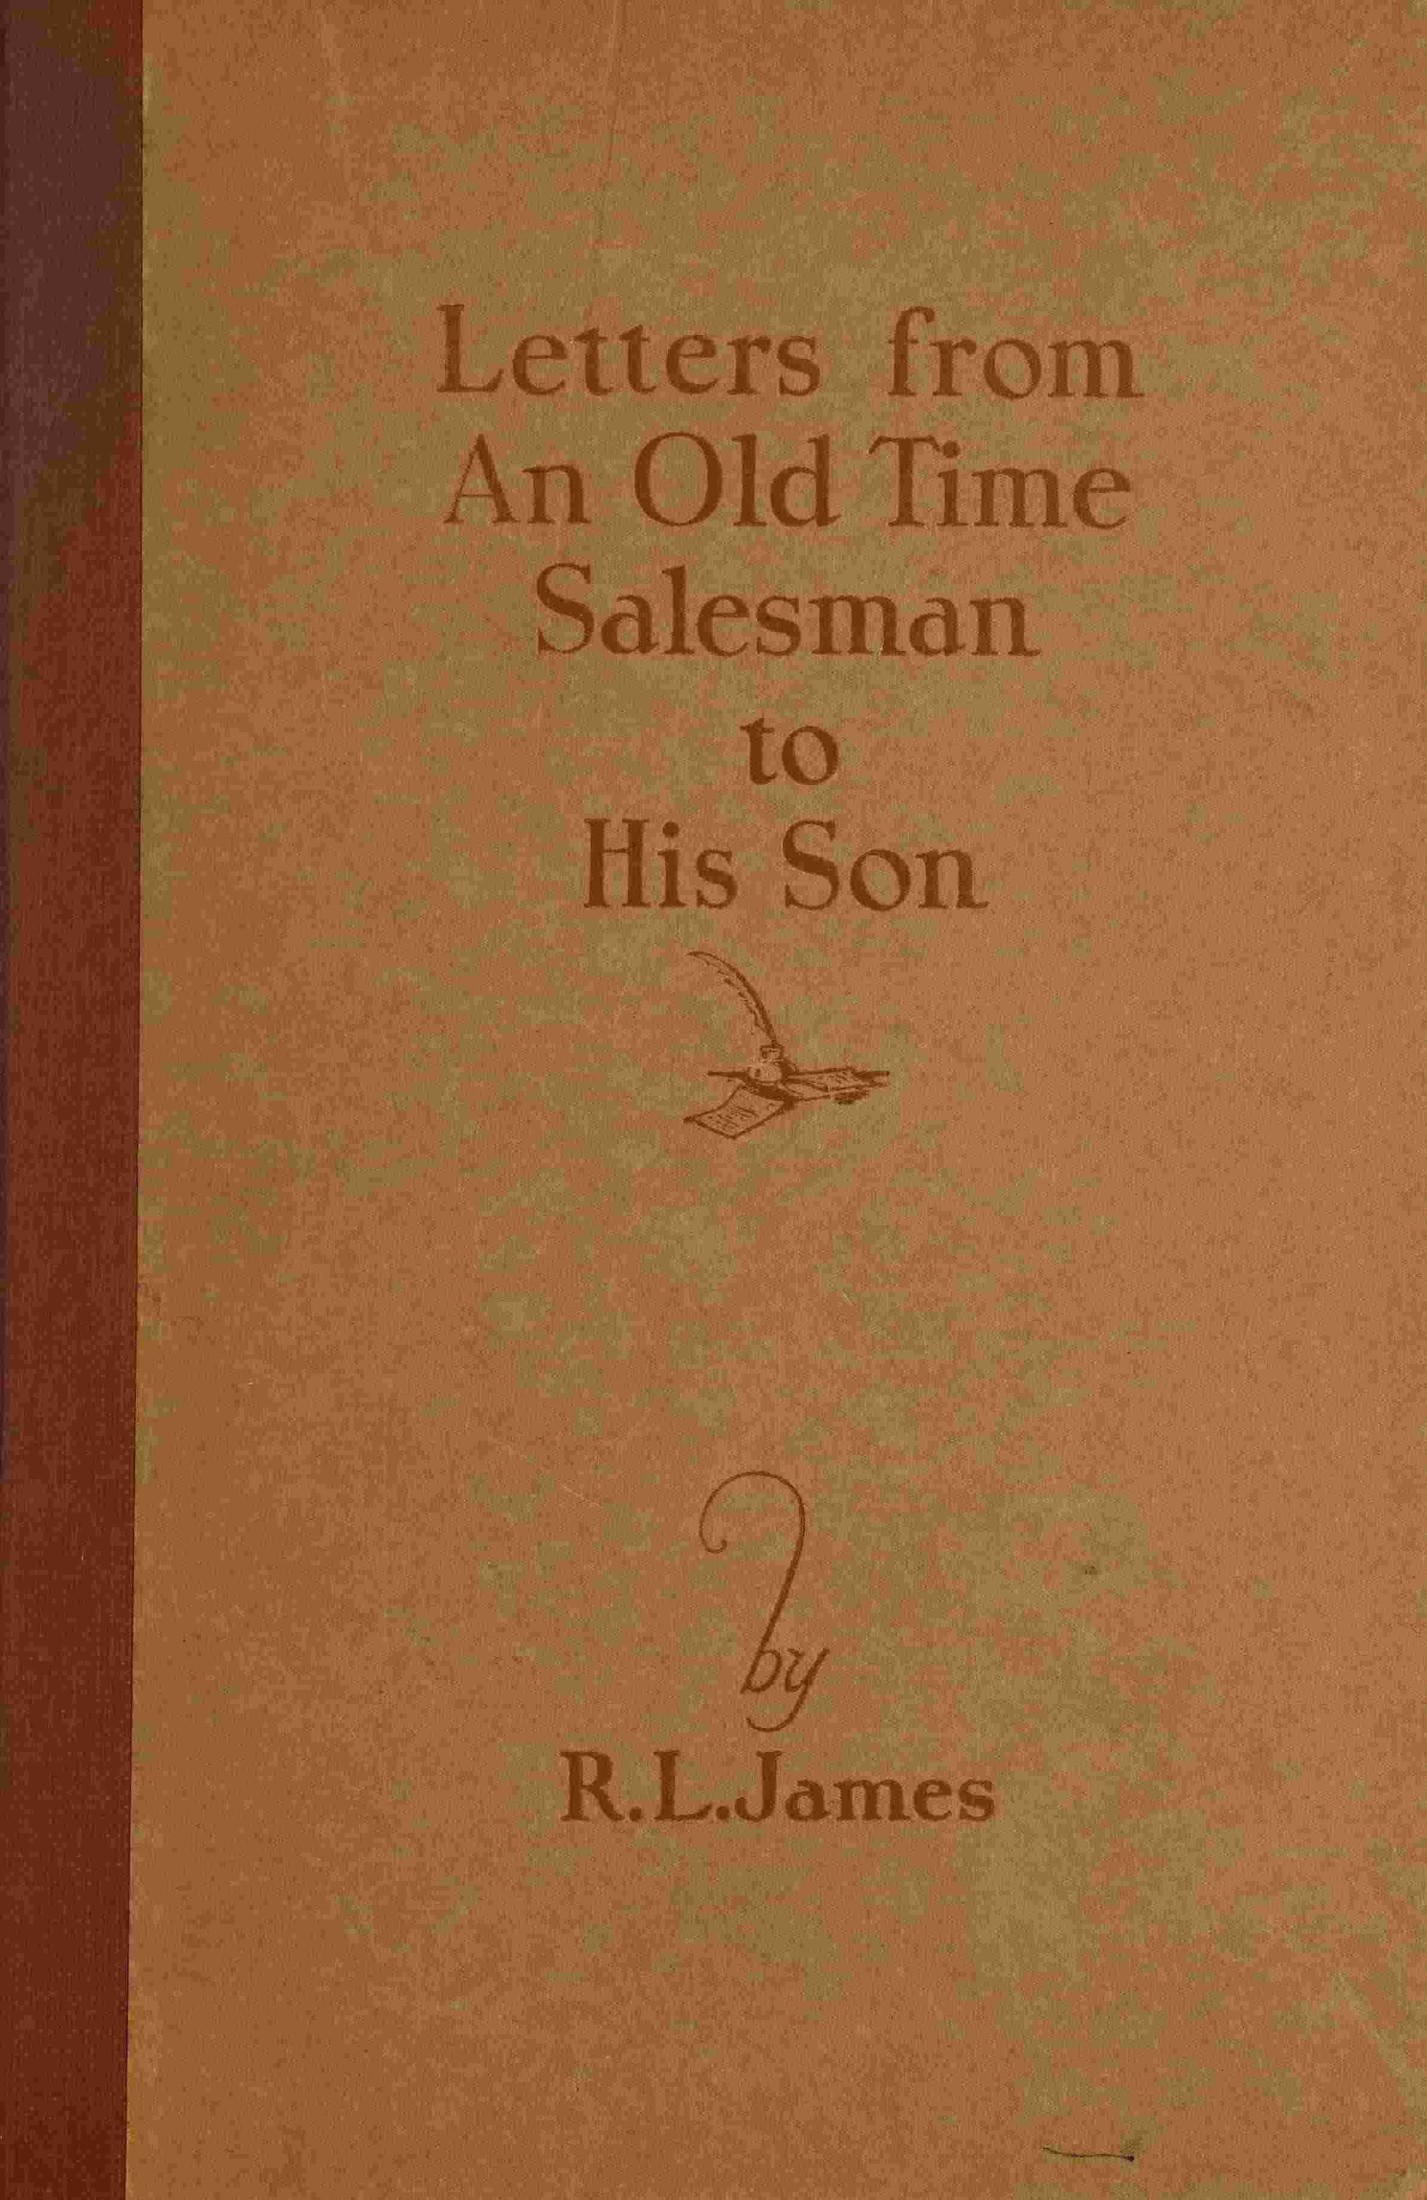 Letters from
An Old Time
Salesman
to
His Son
by
R.L.James